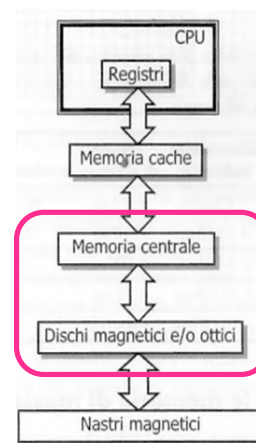 CPU
Registri
Memoria cache
Memoria centrale
Dischi magnetici e/o ottici
Nastri magnetici